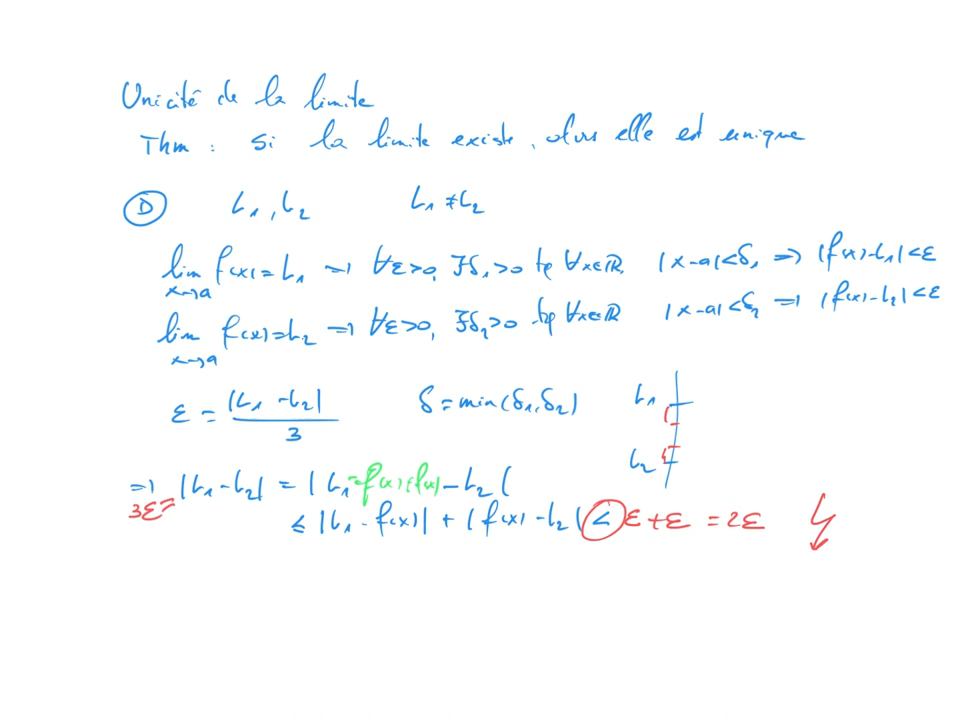 Unicité de la limite
Thm : Si la limite existe, alors elle est unique
D L₁, L₂ L₁ ≠ L₂
lim f(x) = L₁ ⇒ ∀ε>0, ∃δ₁>0 tq ∀x∈ℝ, |x-a|<δ₁ ⇒ |f(x)-L₁|<ε
x→a
lim f(x) = L₂ ⇒ ∀ε>0, ∃δ₂>0 tq ∀x∈ℝ |x-a|<δ₂ ⇒ |f(x)-L₂|<ε
x→a
ε = |L₁ - L₂| / 3 δ = min(δ₁, δ₂) L₁
L₂
⇒ |L₁-L₂| = |L₁ -f(x)+f(x) - L₂|
3ε = ≤ |L₁ - f(x)| + |f(x) - L₂| < ε + ε = 2ε